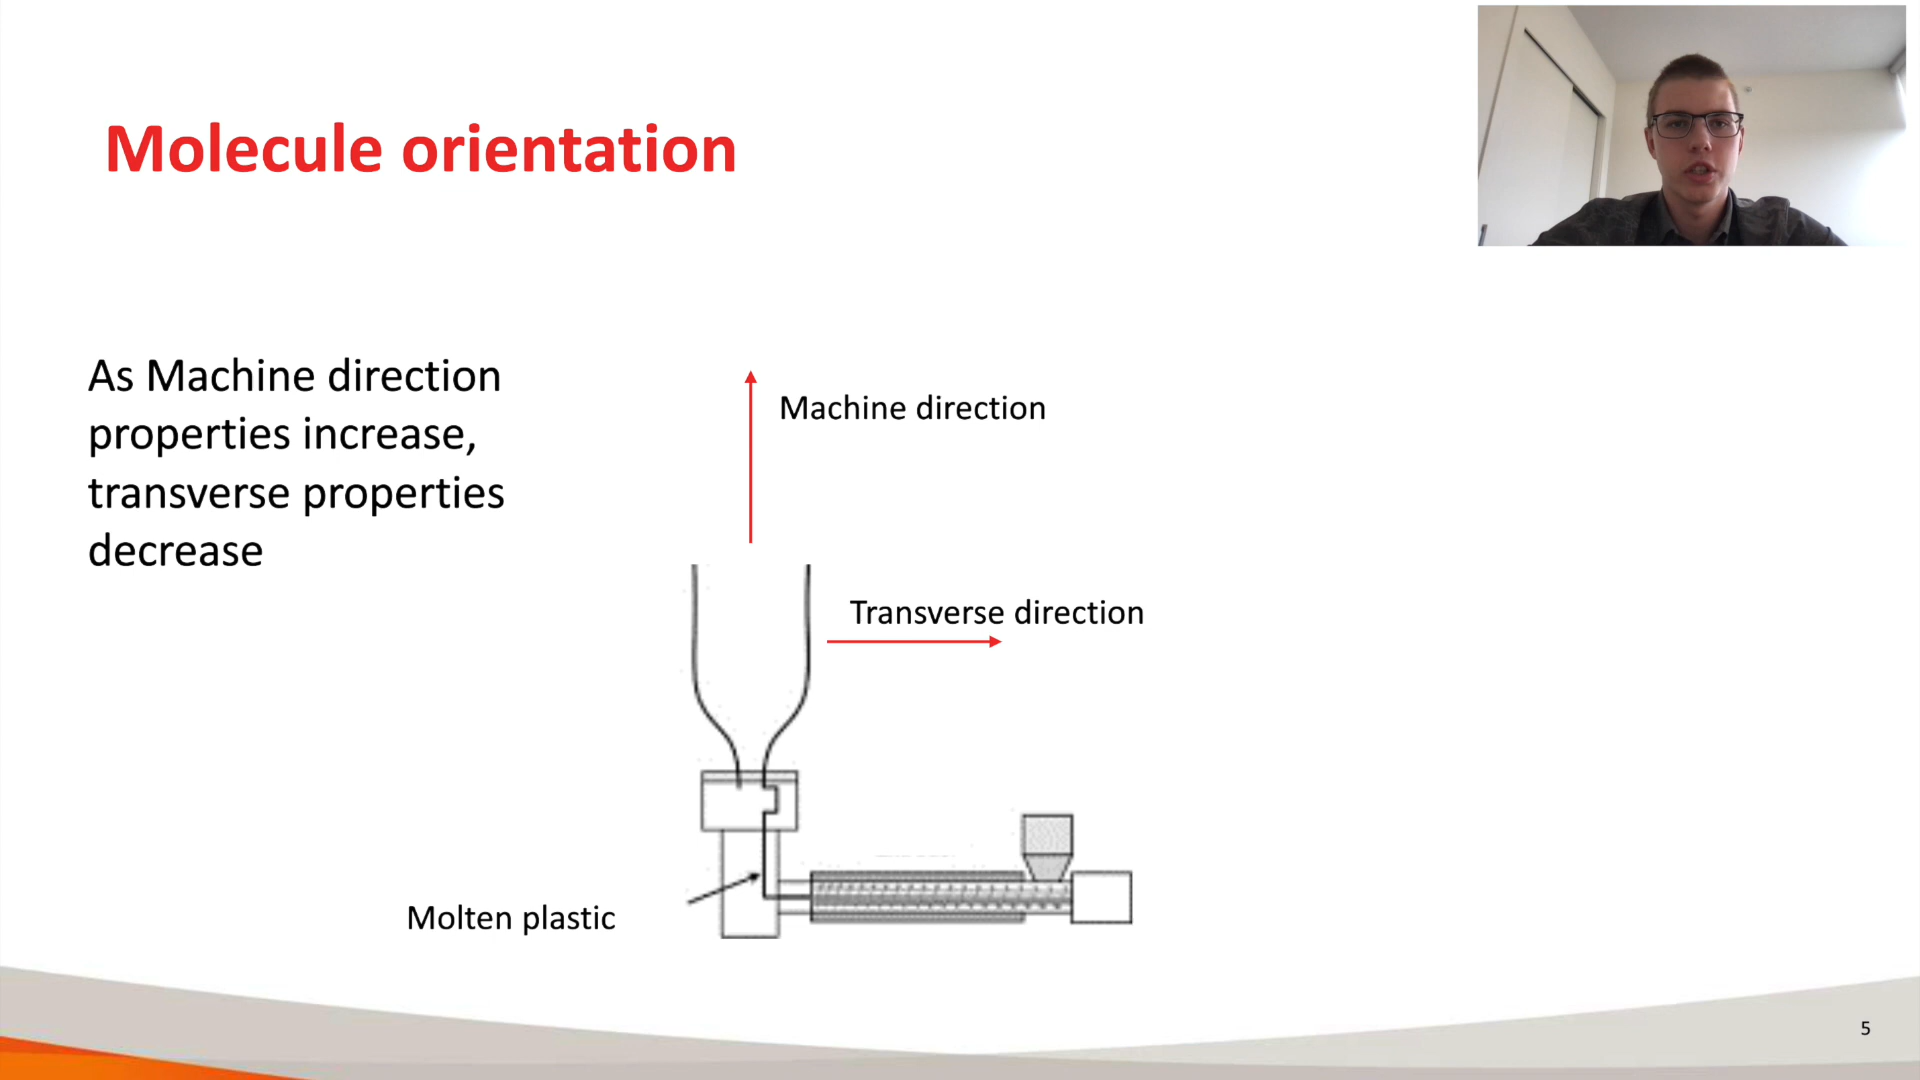 Molecule orientation
As Machine direction
properties increase,
transverse properties
decrease
Machine direction
Transverse direction
Molten plastic
5